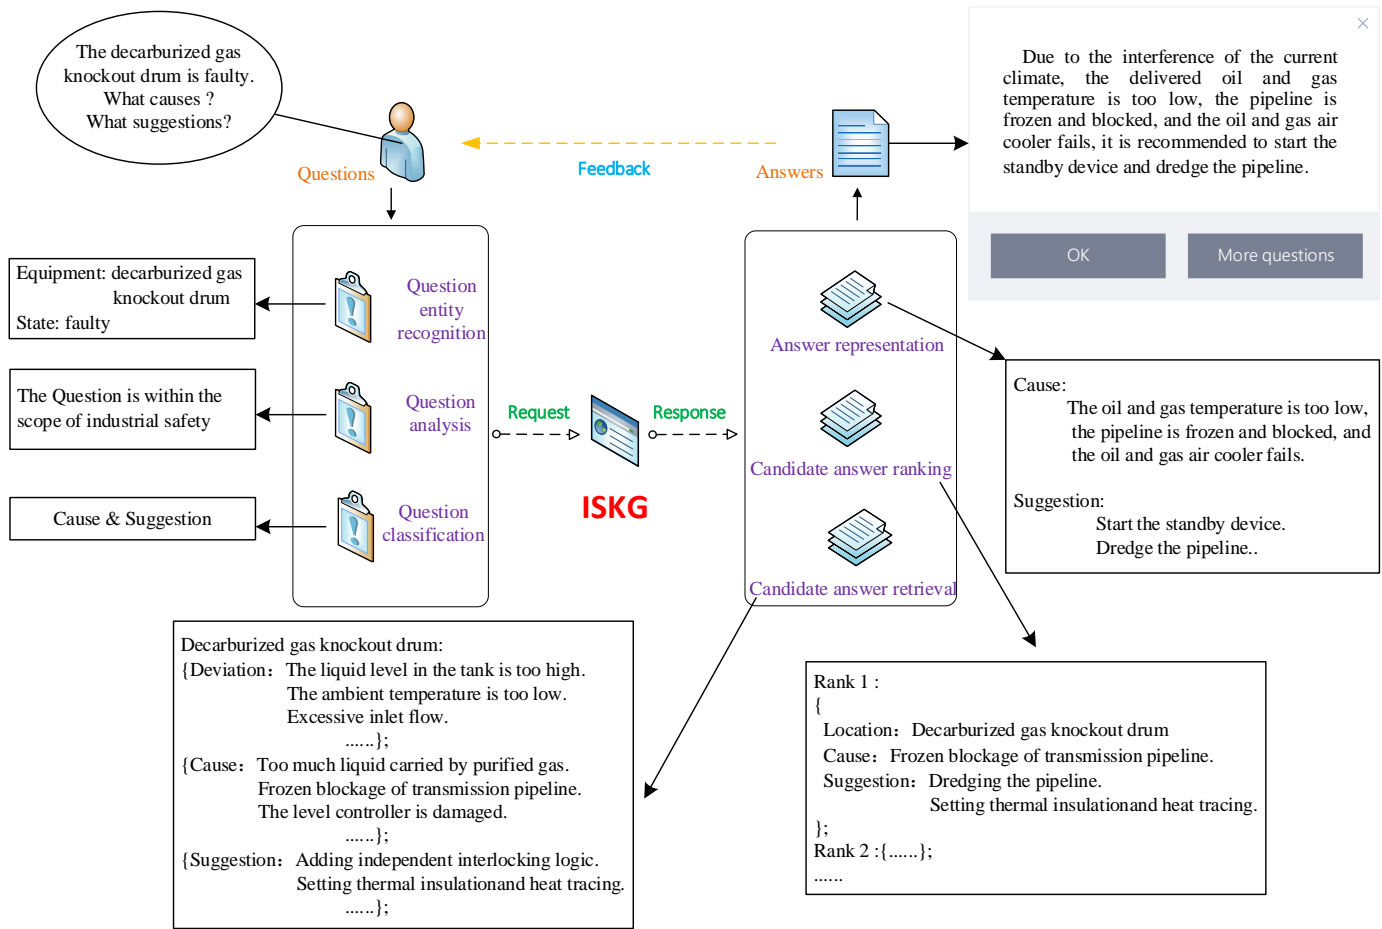 The decarburized gas
knockout drum is faulty.
What causes ?
What suggestions?
Questions
Feedback
Answers
Due to the interference of the current
climate, the delivered oil and gas
temperature is too low, the pipeline is
frozen and blocked, and the oil and gas air
cooler fails, it is recommended to start the
standby device and dredge the pipeline.
OK
More questions
Equipment: decarburized gas
knockout drum
State: faulty
Question
entity
recognition
The Question is within the
scope of industrial safety
Question
analysis
Cause & Suggestion
Question
classification
Request
Response
ISKG
Answer representation
Candidate answer ranking
Candidate answer retrieval
Cause:
The oil and gas temperature is too low,
the pipeline is frozen and blocked, and
the oil and gas air cooler fails.
Suggestion:
Start the standby device.
Dredge the pipeline..
Decarburized gas knockout drum:
{Deviation：The liquid level in the tank is too high.
The ambient temperature is too low.
Excessive inlet flow.
......};
{Cause：Too much liquid carried by purified gas.
Frozen blockage of transmission pipeline.
The level controller is damaged.
......};
{Suggestion：Adding independent interlocking logic.
Setting thermal insulationand heat tracing.
......};
Rank 1 :
{
Location：Decarburized gas knockout drum
Cause：Frozen blockage of transmission pipeline.
Suggestion：Dredging the pipeline.
Setting thermal insulationand heat tracing.
};
Rank 2 :{......};
......